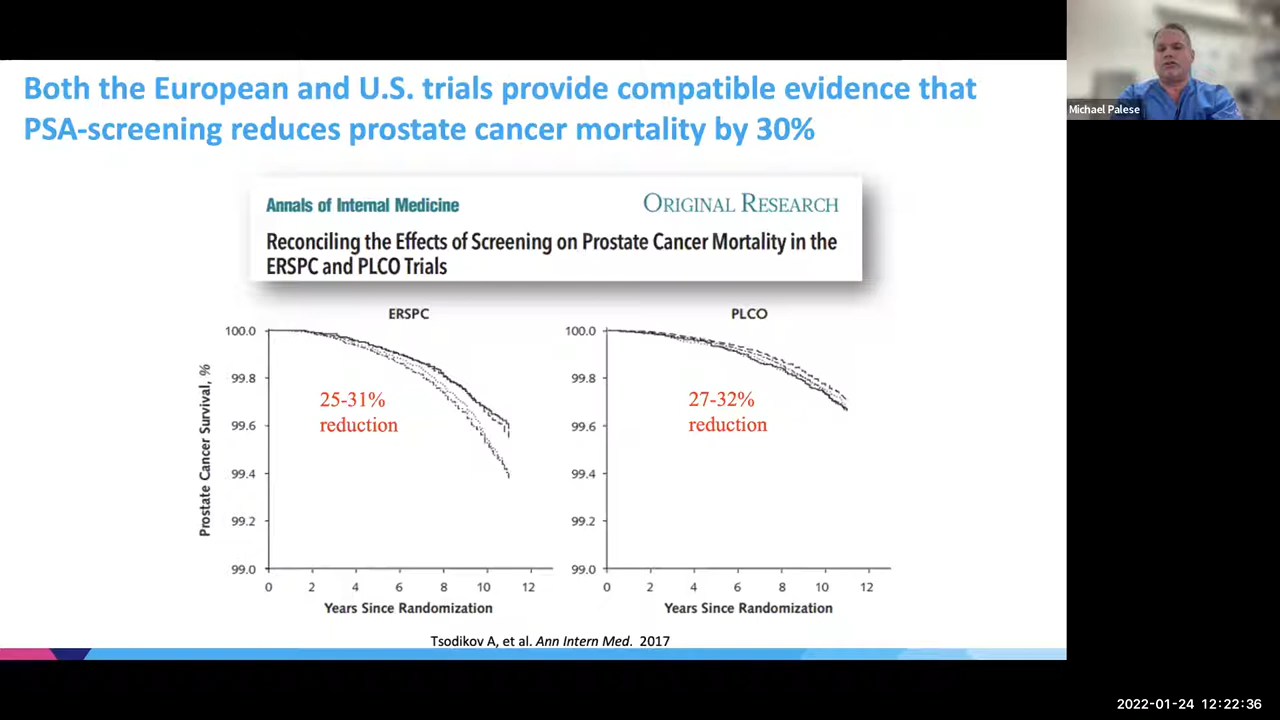 Both the European and U.S. trials provide compatible evidence that
PSA-screening reduces prostate cancer mortality by 30%
Michael Palese
Annals of Internal Medicine
ORIGINAL RESEARCH
Reconciling the Effects of Screening on Prostate Cancer Mortality in the
ERSPC and PLCO Trials
ERSPC
100.0
99.8
99.6
99.4
99.2
99.0
Prostate Cancer Survival, %
25-31%
reduction
0 2 4 6 8 10 12
Years Since Randomization
PLCO
100.0
99.8
99.6
99.4
99.2
99.0
27-32%
reduction
0 2 4 6 8 10 12
Years Since Randomization
Tsodikov A, et al. Ann Intern Med. 2017
2022-01-24 12:22:36